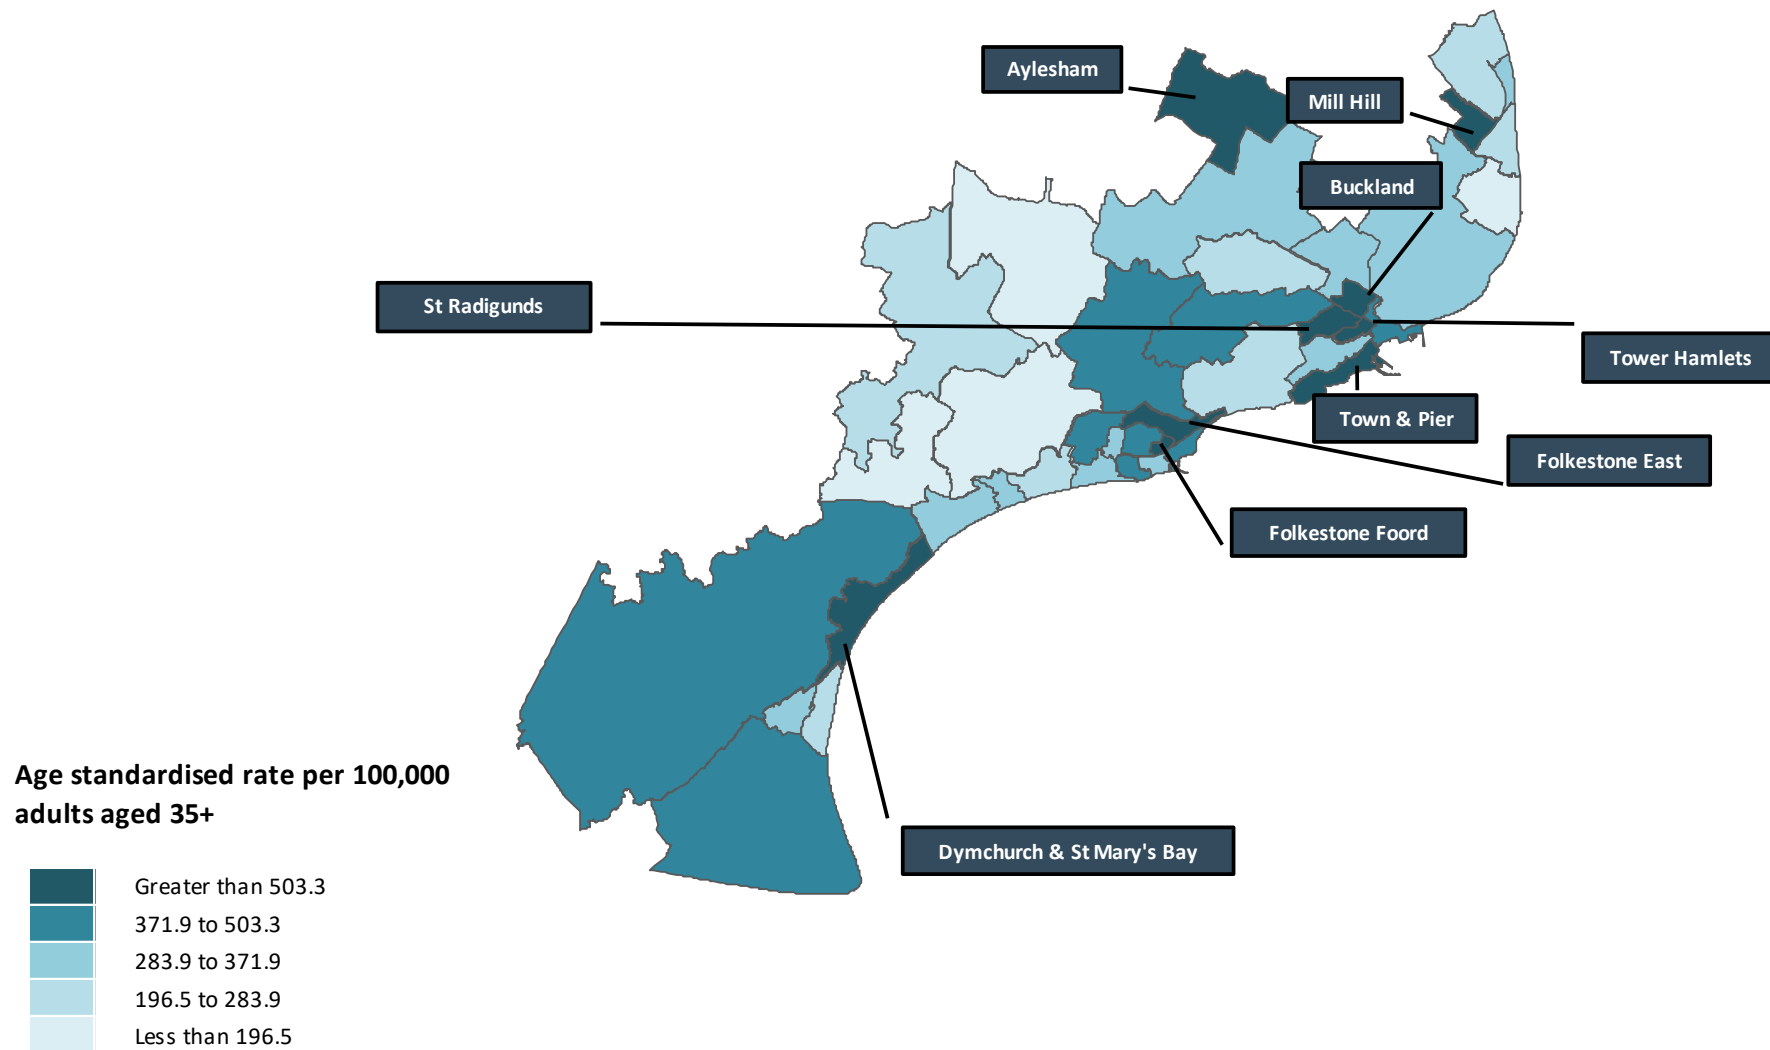 Aylesham
Mill Hill
Buckland
St Radigunds
Tower Hamlets
Town & Pier
Folkestone East
Folkestone Foord
Dymchurch & St Mary's Bay
Age standardised rate per 100,000
adults aged 35+
Greater than 503.3
371.9 to 503.3
283.9 to 371.9
196.5 to 283.9
Less than 196.5